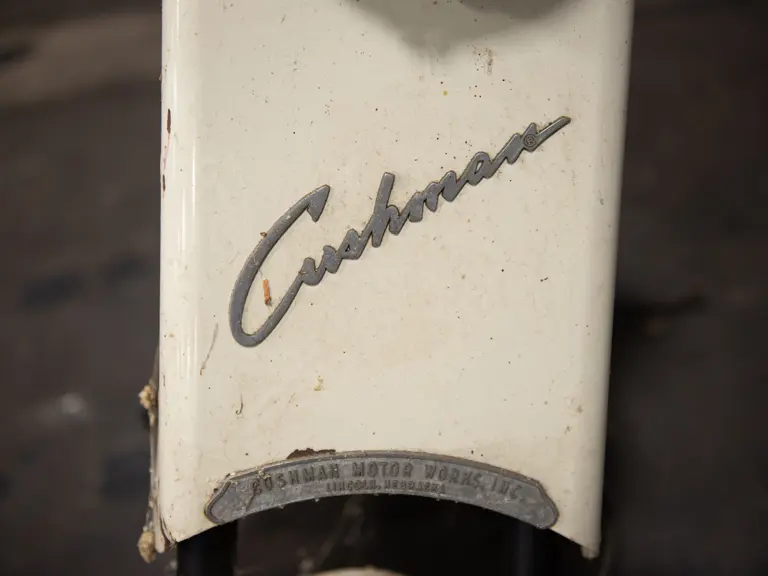 Cushman®
CUSHMAN MOTOR WORKS, INC.
LINCOLN, NEBRASKA